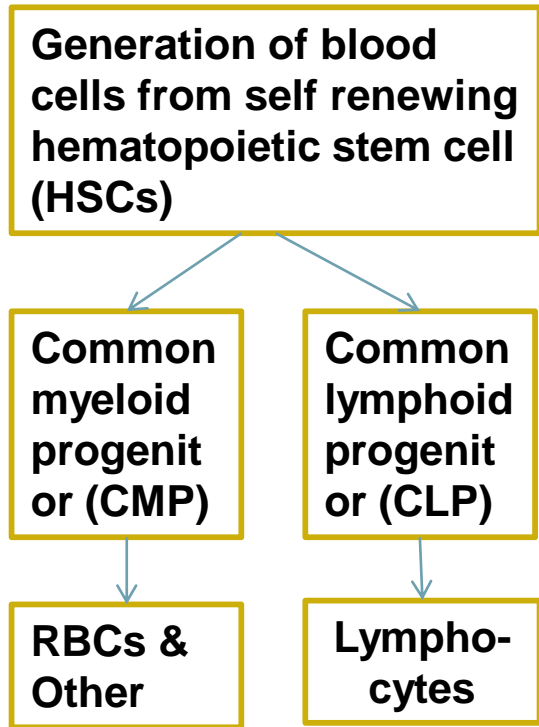 Generation of blood
cells from self renewing
hematopoietic stem cell
(HSCs)
Common
myeloid
progenit
or (CMP)
Common
lymphoid
progenit
or (CLP)
RBCs &
Other
Lympho-
cytes